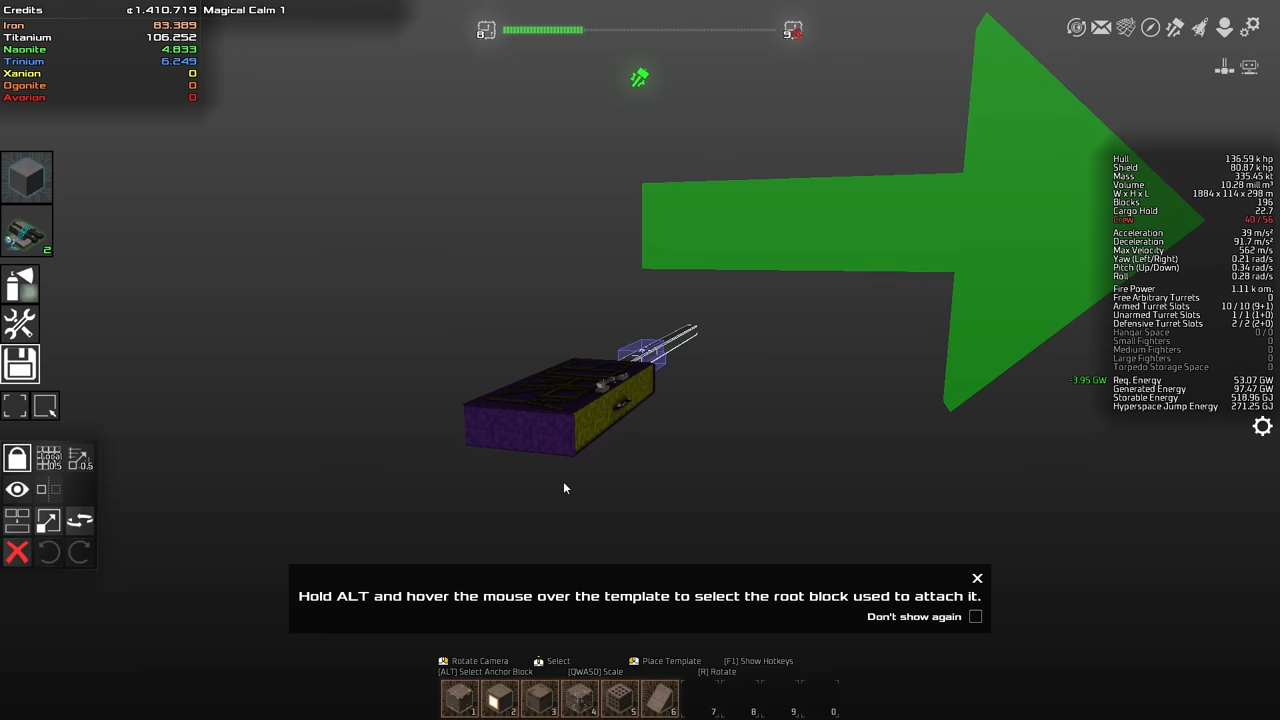 Credits ¢1.410.719 Magical Calm 1
Iron 83.389
Titanium 106.252
Naonite 4.833
Trinium 6.249
Xanion 0
Ogonite 0
Avorion 0
8
9
2
Global
0.5
0.5
Hull 136.59 k hp
Shield 80.87 k hp
Mass 335.45 kt
Volume 10.28 mill m³
W x H x L 1884 x 114 x 298 m
Blocks 196
Cargo Hold 22.7
Crew 40 / 56
Acceleration 39 m/s²
Deceleration 91.7 m/s²
Max Velocity 562 m/s
Yaw (Left/Right) 0.21 rad/s
Pitch (Up/Down) 0.34 rad/s
Roll 0.28 rad/s
Fire Power 1.11 k om.
Free Arbitrary Turrets 0
Armed Turret Slots 10 / 10 (9+1)
Unarmed Turret Slots 1 / 1 (1+0)
Defensive Turret Slots 2 / 2 (2+0)
Hangar Space 0 / 0
Small Fighters 0
Medium Fighters 0
Large Fighters 0
Torpedo Storage Space 0
-3.95 GW Req. Energy 53.07 GW
Generated Energy 97.47 GW
Storable Energy 518.96 GJ
Hyperspace Jump Energy 271.25 GJ
X
Hold ALT and hover the mouse over the template to select the root block used to attach it.
Don't show again
Rotate Camera Select Place Template [F1] Show Hotkeys
[ALT] Select Anchor Block [QWASD] Scale [R] Rotate
1 2 3 4 5 6 7 8 9 0